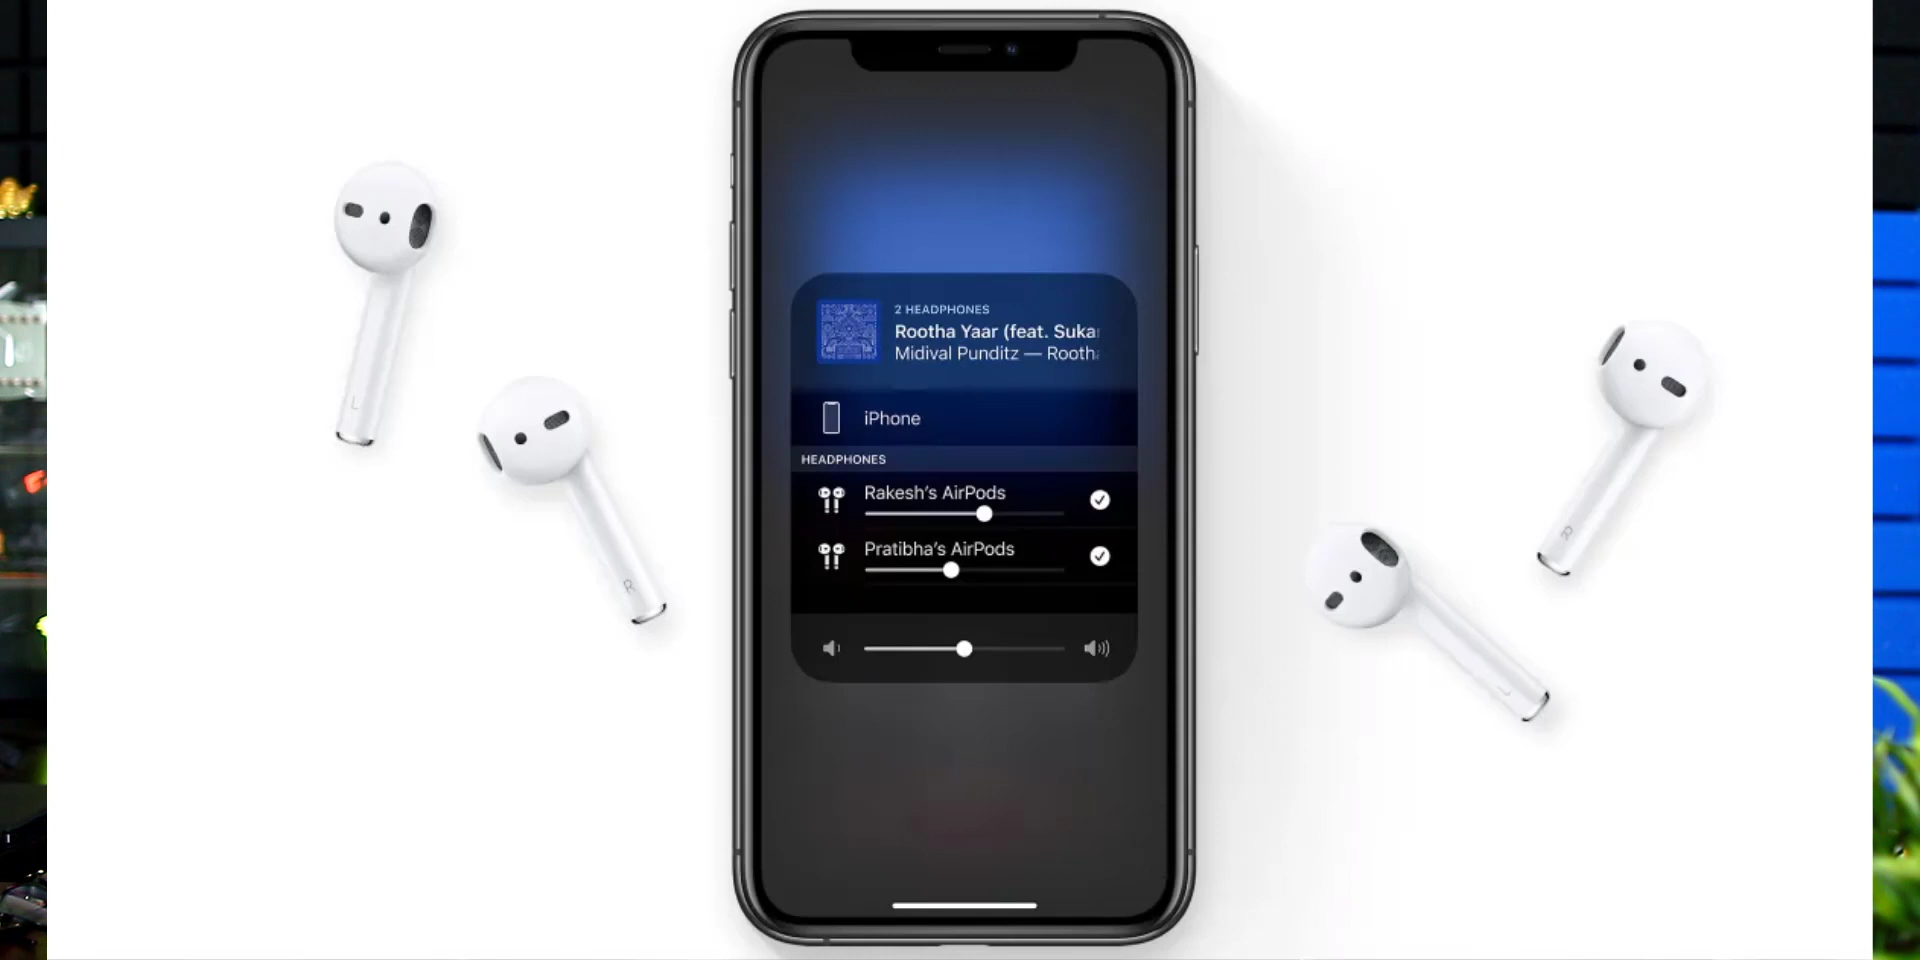 2 HEADPHONES
Rootha Yaar (feat. Suka
Midival Punditz — Rooth
iPhone
HEADPHONES
Rakesh's AirPods
Pratibha's AirPods
L
R
R
L